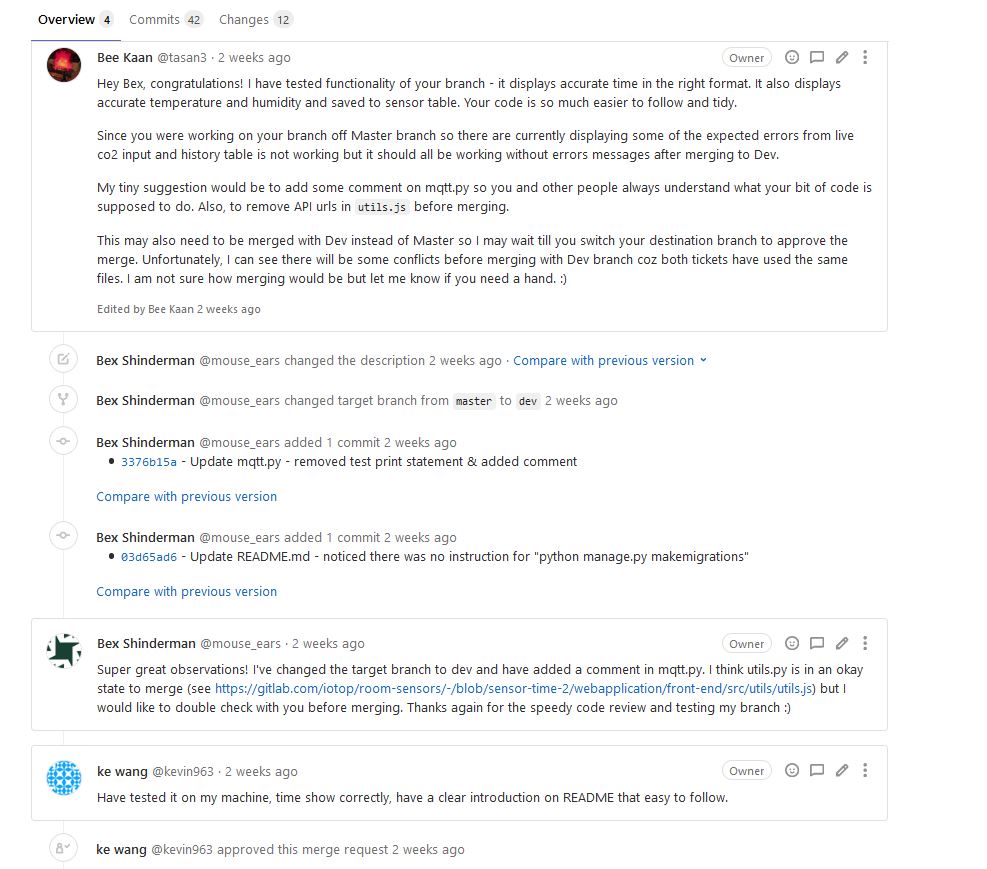 Overview 4 Commits 42 Changes 12
Bee Kaan @tasan3 · 2 weeks ago Owner
Hey Bex, congratulations! I have tested functionality of your branch - it displays accurate time in the right format. It also displays
accurate temperature and humidity and saved to sensor table. Your code is so much easier to follow and tidy.
Since you were working on your branch off Master branch so there are currently displaying some of the expected errors from live
co2 input and history table is not working but it should all be working without errors messages after merging to Dev.
My tiny suggestion would be to add some comment on mqtt.py so you and other people always understand what your bit of code is
supposed to do. Also, to remove API urls in utils.js before merging.
This may also need to be merged with Dev instead of Master so I may wait till you switch your destination branch to approve the
merge. Unfortunately, I can see there will be some conflicts before merging with Dev branch coz both tickets have used the same
files. I am not sure how merging would be but let me know if you need a hand. :)
Edited by Bee Kaan 2 weeks ago
Bex Shinderman @mouse_ears changed the description 2 weeks ago · Compare with previous version
Bex Shinderman @mouse_ears changed target branch from master to dev 2 weeks ago
Bex Shinderman @mouse_ears added 1 commit 2 weeks ago
• 3376b15a - Update mqtt.py - removed test print statement & added comment
Compare with previous version
Bex Shinderman @mouse_ears added 1 commit 2 weeks ago
• 03d65ad6 - Update README.md - noticed there was no instruction for "python manage.py makemigrations"
Compare with previous version
Bex Shinderman @mouse_ears · 2 weeks ago Owner
Super great observations! I've changed the target branch to dev and have added a comment in mqtt.py. I think utils.py is in an okay
state to merge (see https://gitlab.com/iotop/room-sensors/-/blob/sensor-time-2/webapplication/front-end/src/utils/utils.js) but I
would like to double check with you before merging. Thanks again for the speedy code review and testing my branch :)
ke wang @kevin963 · 2 weeks ago Owner
Have tested it on my machine, time show correctly, have a clear introduction on README that easy to follow.
ke wang @kevin963 approved this merge request 2 weeks ago